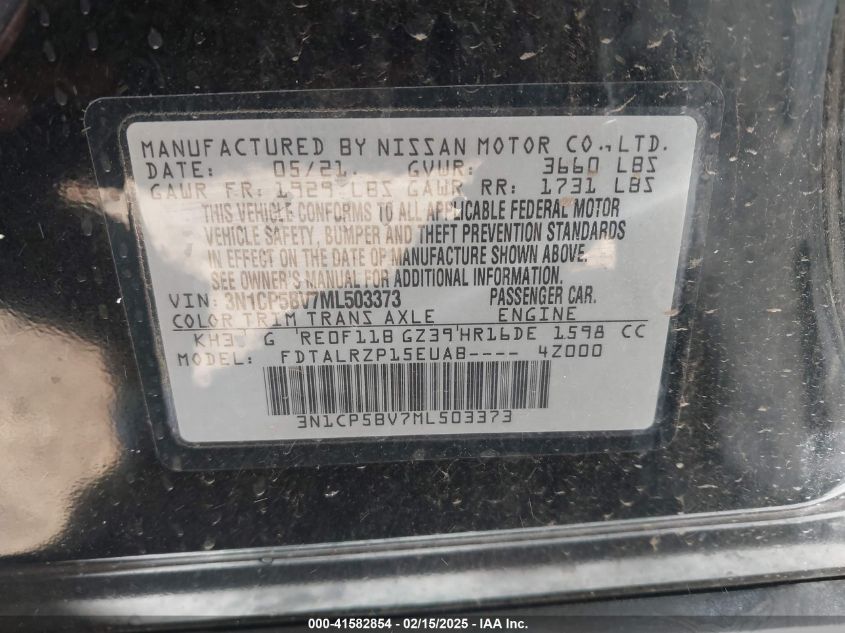 MANUFACTURED BY NISSAN MOTOR CO.,LTD.
DATE: 05/21. GVWR: 3660 LBS
GAWR FR: 1929 LBS GAWR RR: 1731 LBS
THIS VEHICLE CONFORMS TO ALL APPLICABLE FEDERAL MOTOR
VEHICLE SAFETY, BUMPER AND THEFT PREVENTION STANDARDS
IN EFFECT ON THE DATE OF MANUFACTURE SHOWN ABOVE.
SEE OWNER'S MANUAL FOR ADDITIONAL INFORMATION.
VIN: 3N1CP5BV7ML503373 PASSENGER CAR.
COLOR TRIM TRANS AXLE ENGINE
KH3 G RE0F11B GZ39 HR16DE 1598 CC
MODEL: FDTALRZP15EUAB---- 4Z000
3N1CP5BV7ML503373
000-41582854 - 02/15/2025 - IAA Inc.